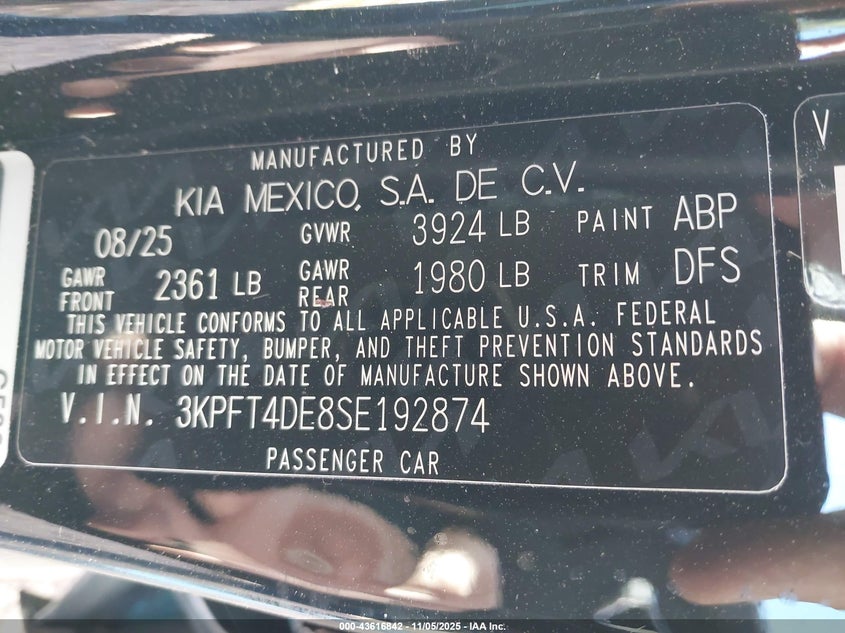 MANUFACTURED BY
KIA MEXICO, S.A. DE C.V.
08/25 GVWR 3924 LB PAINT ABP
GAWR FRONT 2361 LB GAWR REAR 1980 LB TRIM DFS
THIS VEHICLE CONFORMS TO ALL APPLICABLE U.S.A. FEDERAL
MOTOR VEHICLE SAFETY, BUMPER, AND THEFT PREVENTION STANDARDS
IN EFFECT ON THE DATE OF MANUFACTURE SHOWN ABOVE.
V.I.N. 3KPFT4DE8SE192874
PASSENGER CAR
V
000-43616842 - 11/05/2025 - © IAA Inc.